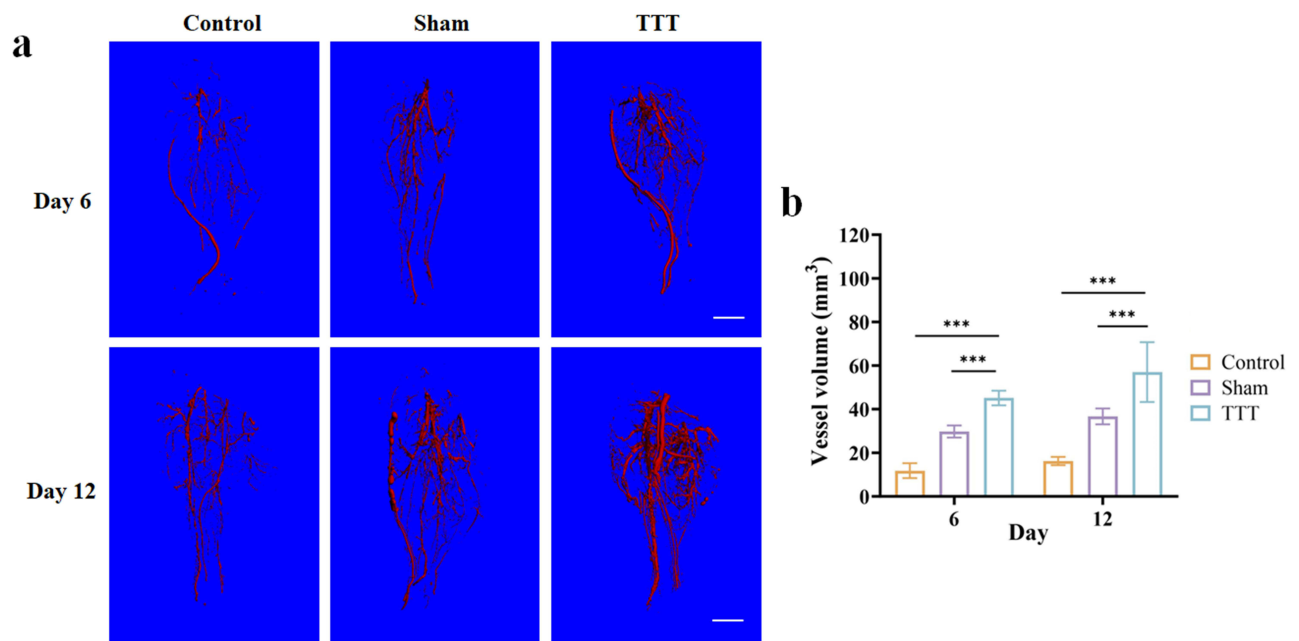 a
Control Sham TTT
Day 6
Day 12
b
Vessel volume (mm³)
120
100
80
60
40
20
0
***
***
***
***
6 12
Day
Control
Sham
TTT